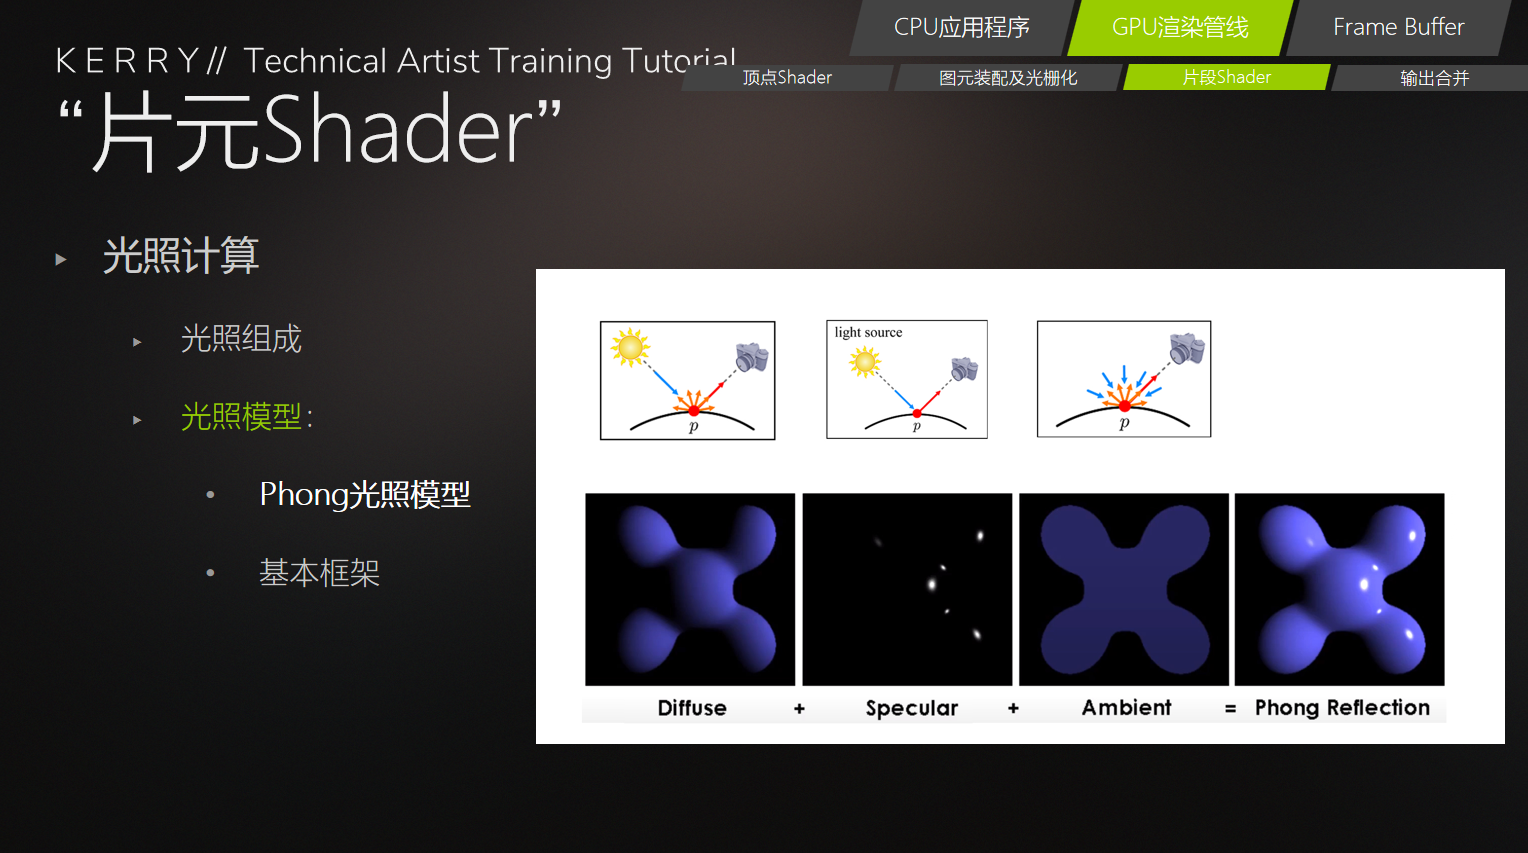 CPU应用程序 GPU渲染管线 Frame Buffer
KERRY// Technical Artist Training Tutorial
顶点Shader 图元装配及光栅化 片段Shader 输出合并
“片元Shader”
光照计算
光照组成
光照模型：
Phong光照模型
基本框架
light source
p p p
Diffuse + Specular + Ambient = Phong Reflection